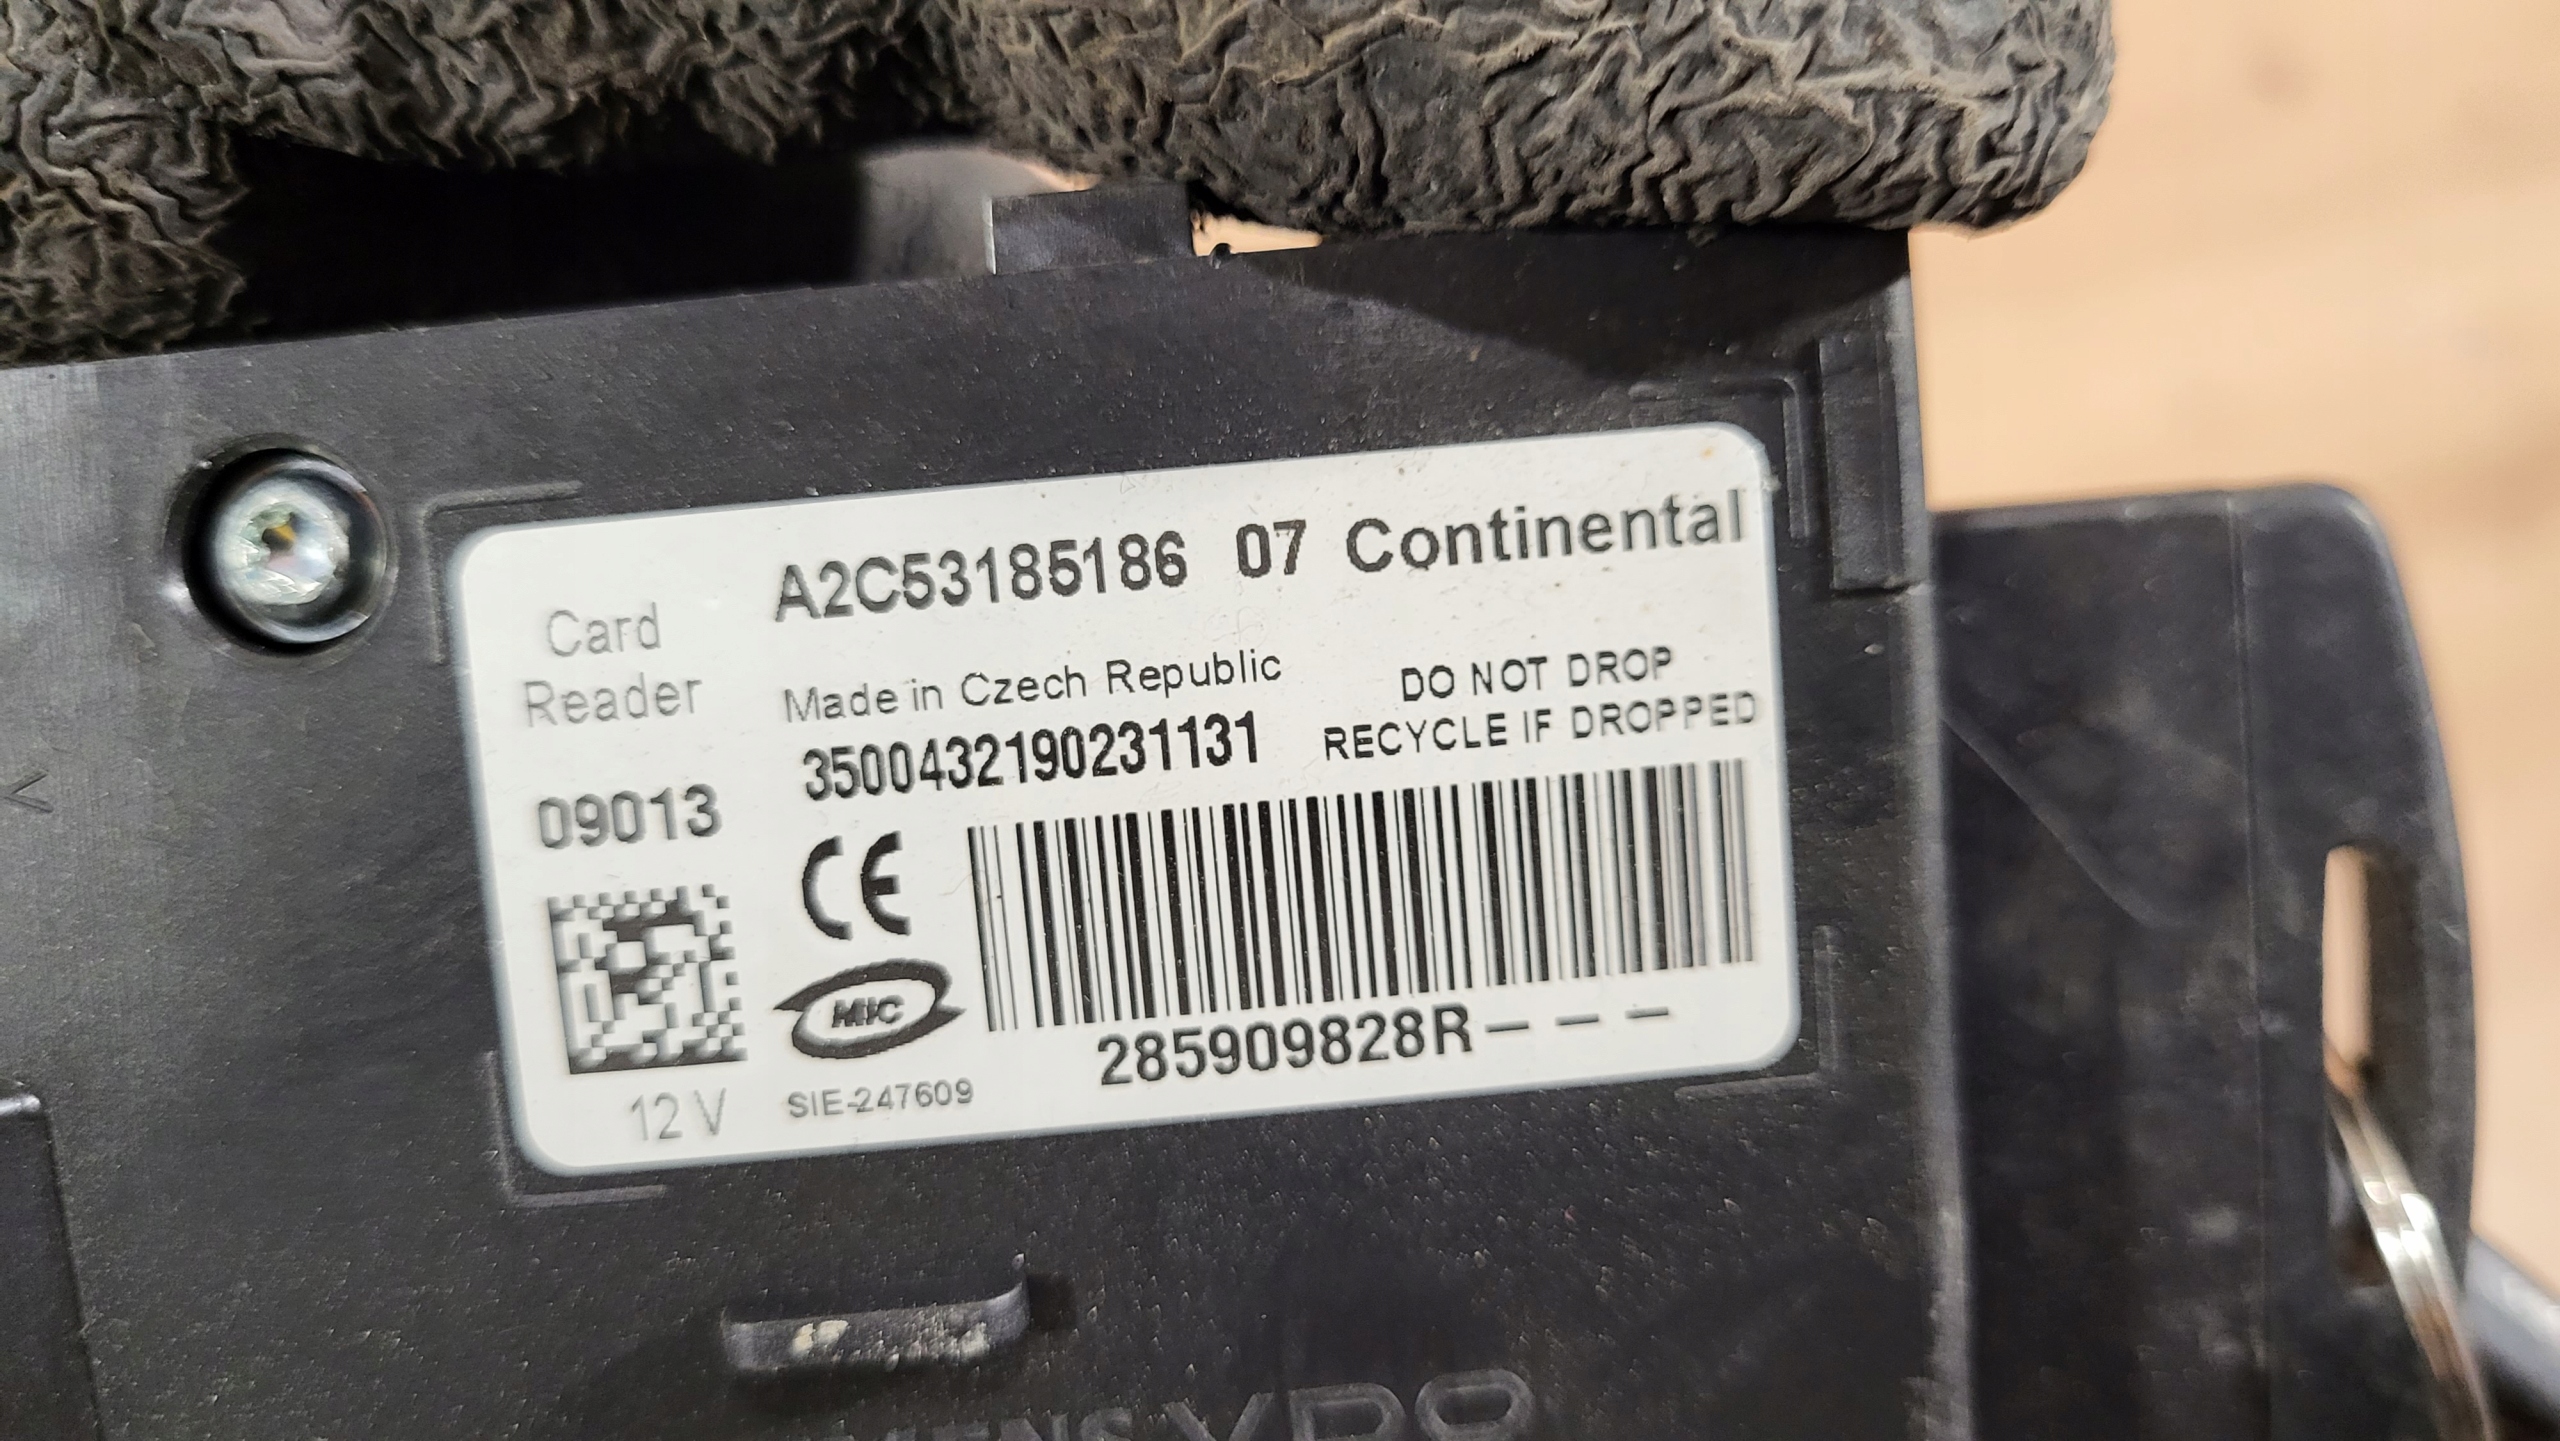 A2C53185186 07 Continental
Card
Reader
Made in Czech Republic
DO NOT DROP
RECYCLE IF DROPPED
3500432190231131
09013
CE
MIC
285909828R---
12 V
SIE-247609